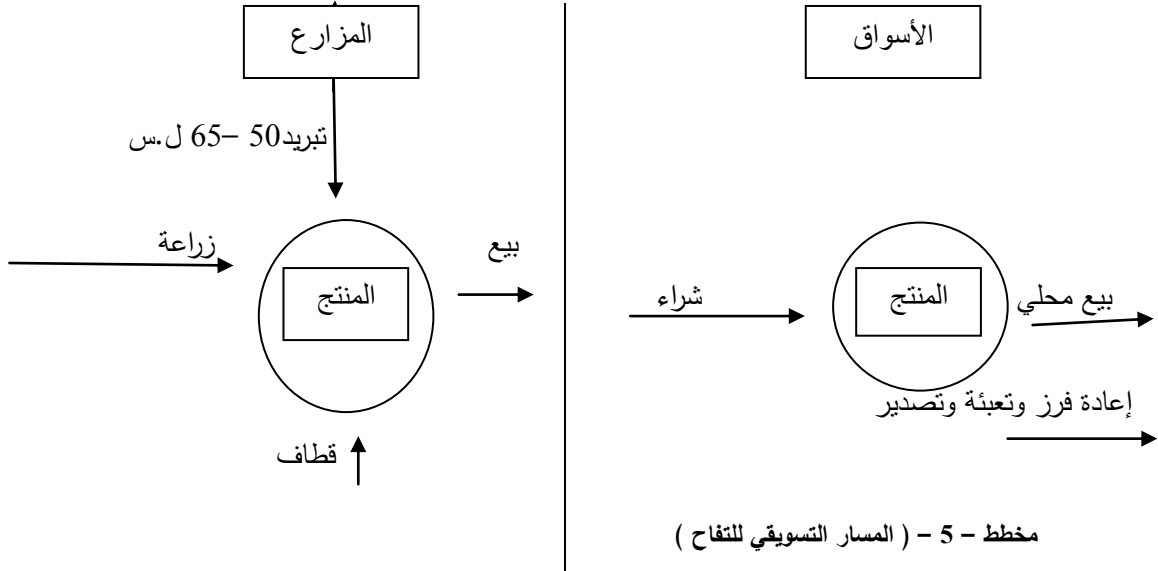 الأسواق
المزارع
تبريد50 –65 ل.س
زراعة
المنتج
بيع
قطاف
شراء
المنتج
بيع محلي
إعادة فرز وتعبئة وتصدير
مخطط – 5 – ( المسار التسويقي للتفاح )